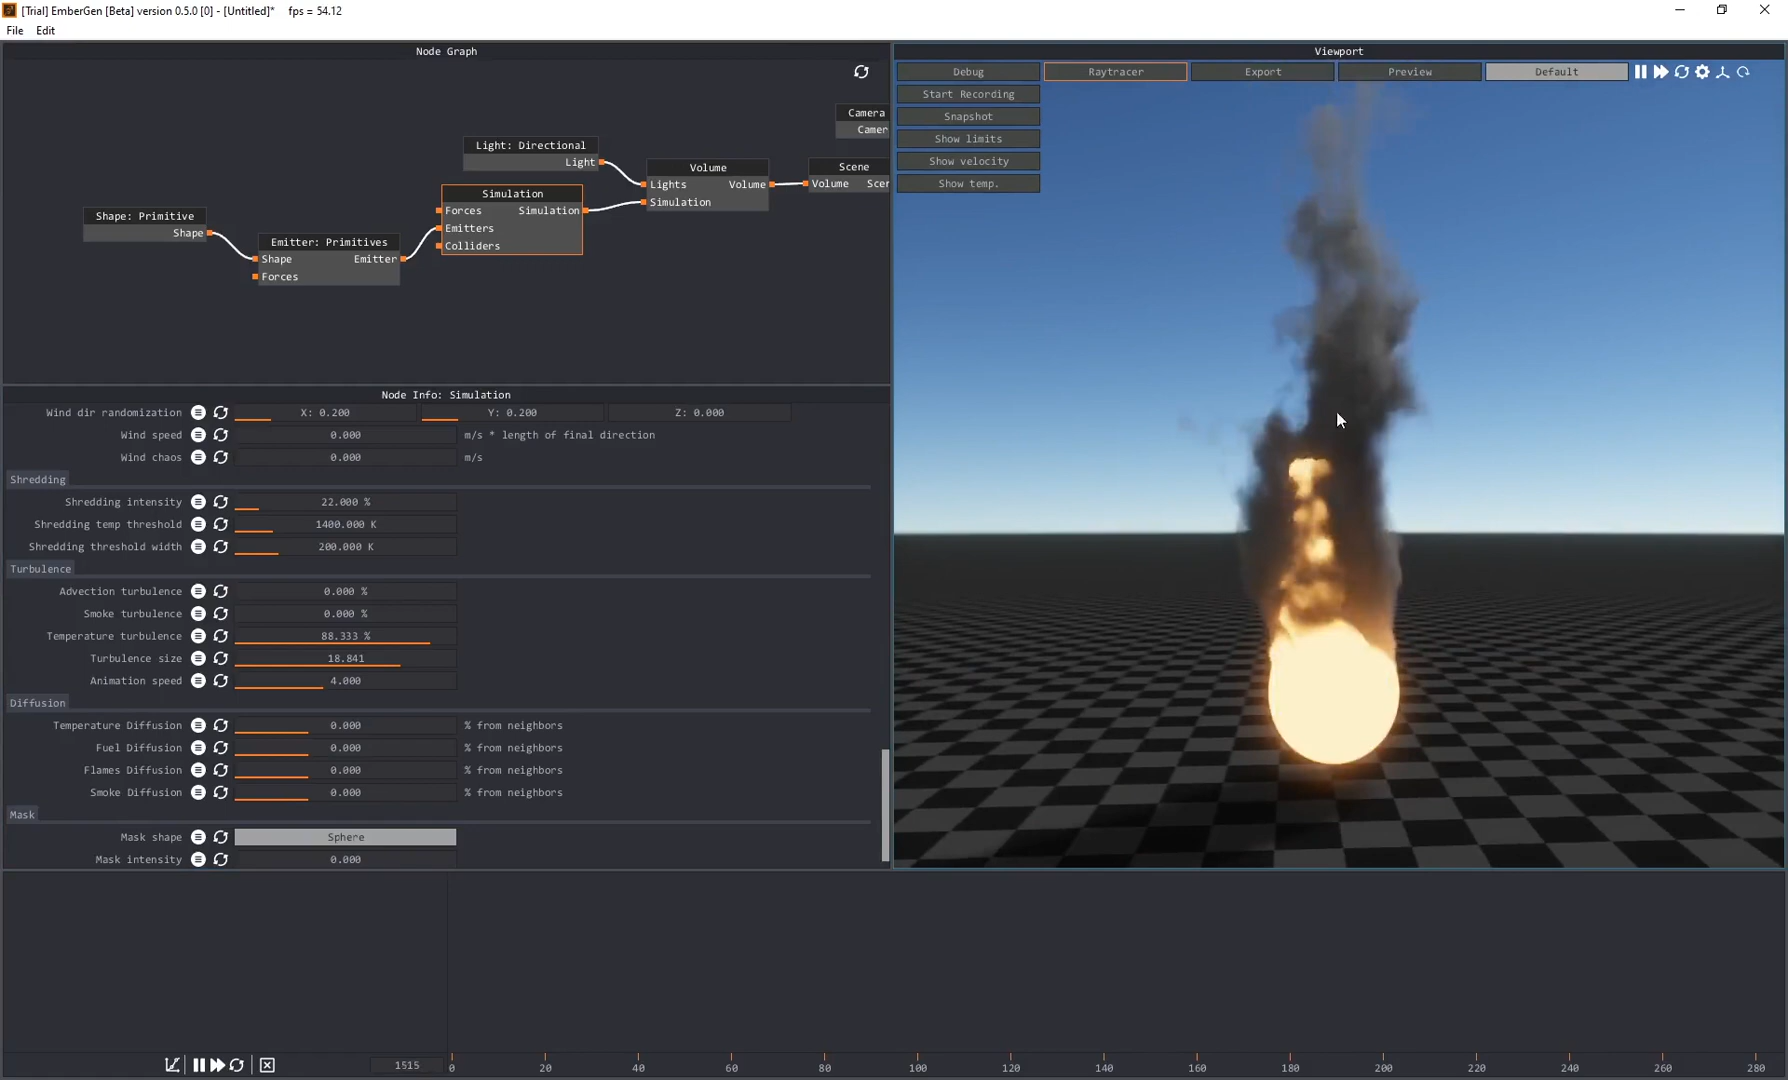 [Trial] EmberGen [Beta] version 0.5.0 [0] - [Untitled]* fps = 54.12
File Edit
Node Graph
Camera
Camer
Light: Directional
Light
Volume
Lights Volume
Simulation
Scene
Volume Scer
Simulation
Forces Simulation
Emitters
Colliders
Shape: Primitive
Shape
Emitter: Primitives
Shape Emitter
Forces
Node Info: Simulation
Wind dir randomization X: 0.200 Y: 0.200 Z: 0.000
Wind speed 0.000 m/s * length of final direction
Wind chaos 0.000 m/s
Shredding
Shredding intensity 22.000 %
Shredding temp threshold 1400.000 K
Shredding threshold width 200.000 K
Turbulence
Advection turbulence 0.000 %
Smoke turbulence 0.000 %
Temperature turbulence 88.333 %
Turbulence size 18.841
Animation speed 4.000
Diffusion
Temperature Diffusion 0.000 % from neighbors
Fuel Diffusion 0.000 % from neighbors
Flames Diffusion 0.000 % from neighbors
Smoke Diffusion 0.000 % from neighbors
Mask
Mask shape Sphere
Mask intensity 0.000
Viewport
Debug Raytracer Export Preview Default
Start Recording
Snapshot
Show limits
Show velocity
Show temp.
1515 0 20 40 60 80 100 120 140 160 180 200 220 240 260 280